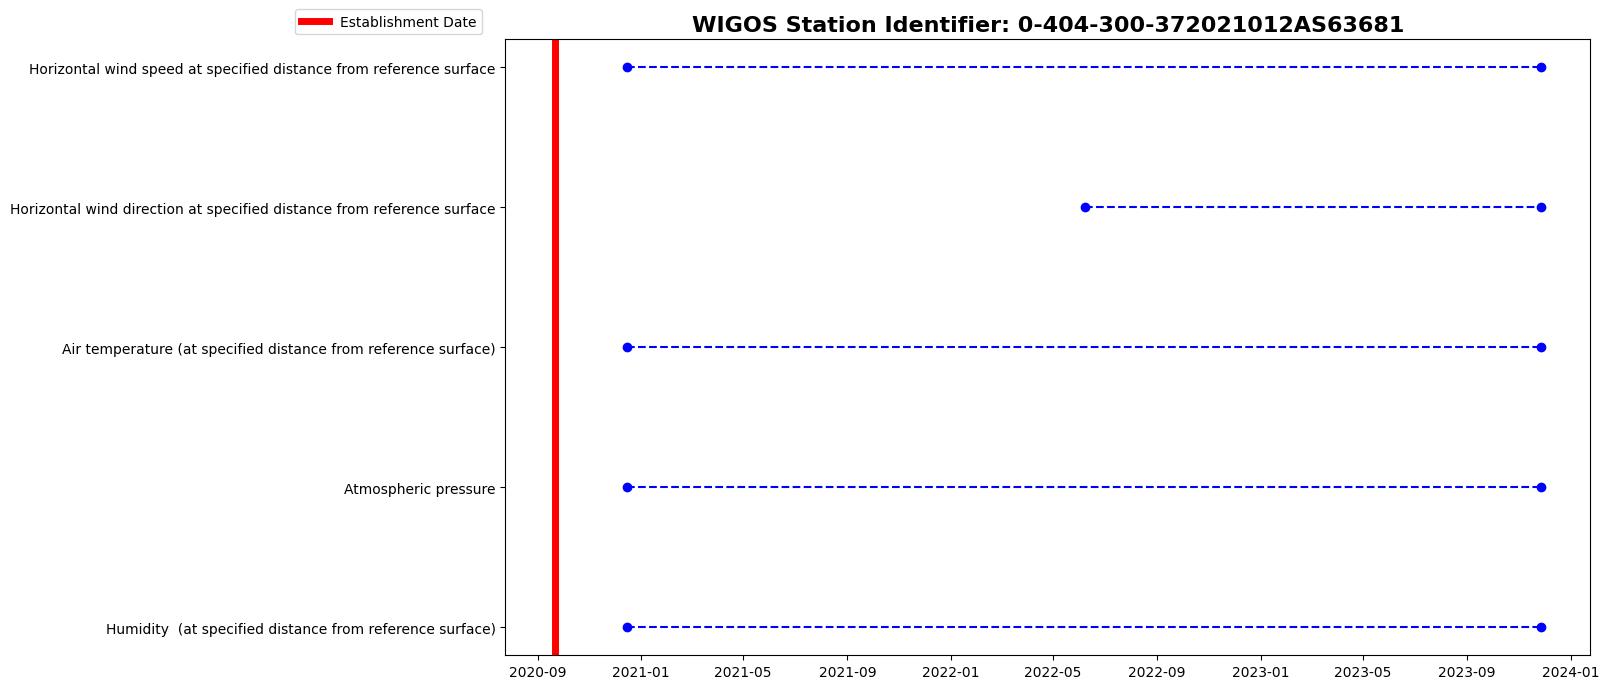 Establishment Date
WIGOS Station Identifier: 0-404-300-372021012AS63681
Horizontal wind speed at specified distance from reference surface
Horizontal wind direction at specified distance from reference surface
Air temperature (at specified distance from reference surface)
Atmospheric pressure
Humidity  (at specified distance from reference surface)
2020-09 2021-01 2021-05 2021-09 2022-01 2022-05 2022-09 2023-01 2023-05 2023-09 2024-01